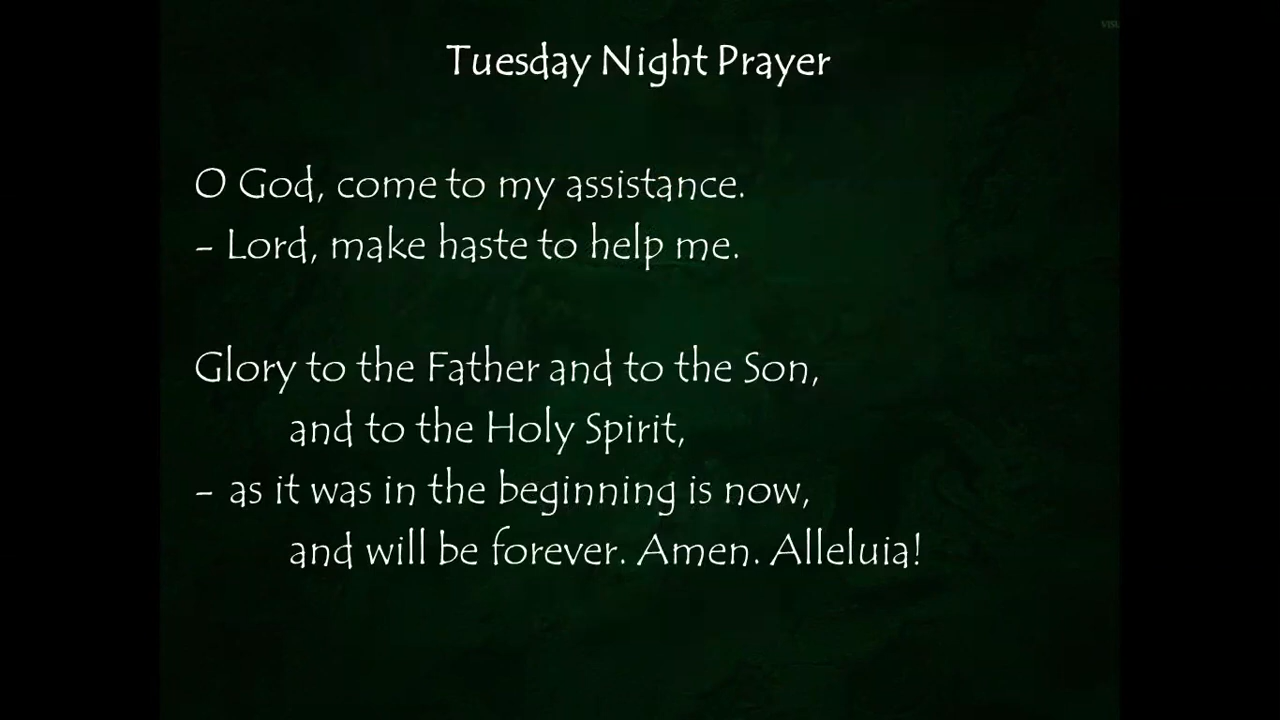 Tuesday Night Prayer
O God, come to my assistance.
- Lord, make haste to help me.
Glory to the Father and to the Son,
and to the Holy Spirit,
- as it was in the beginning is now,
and will be forever. Amen. Alleluia!